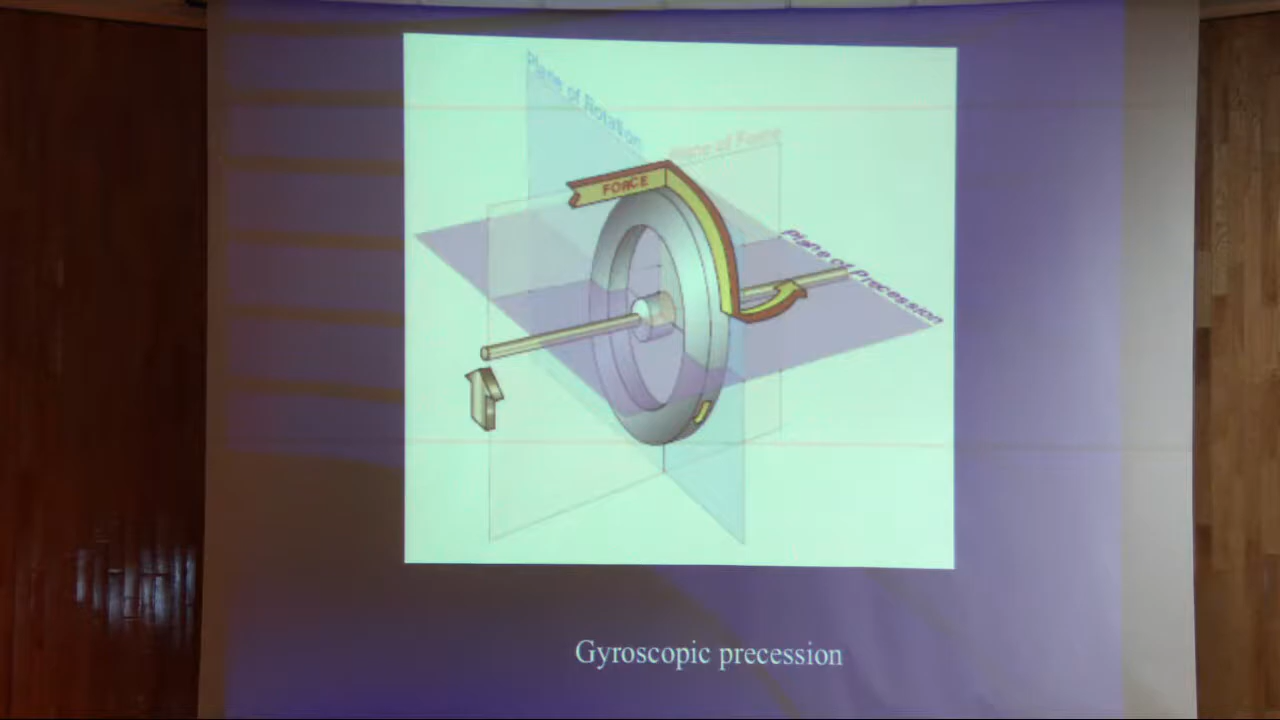 Plane of Rotation
Plane of Force
FORCE
Plane of Precession
Gyroscopic precession